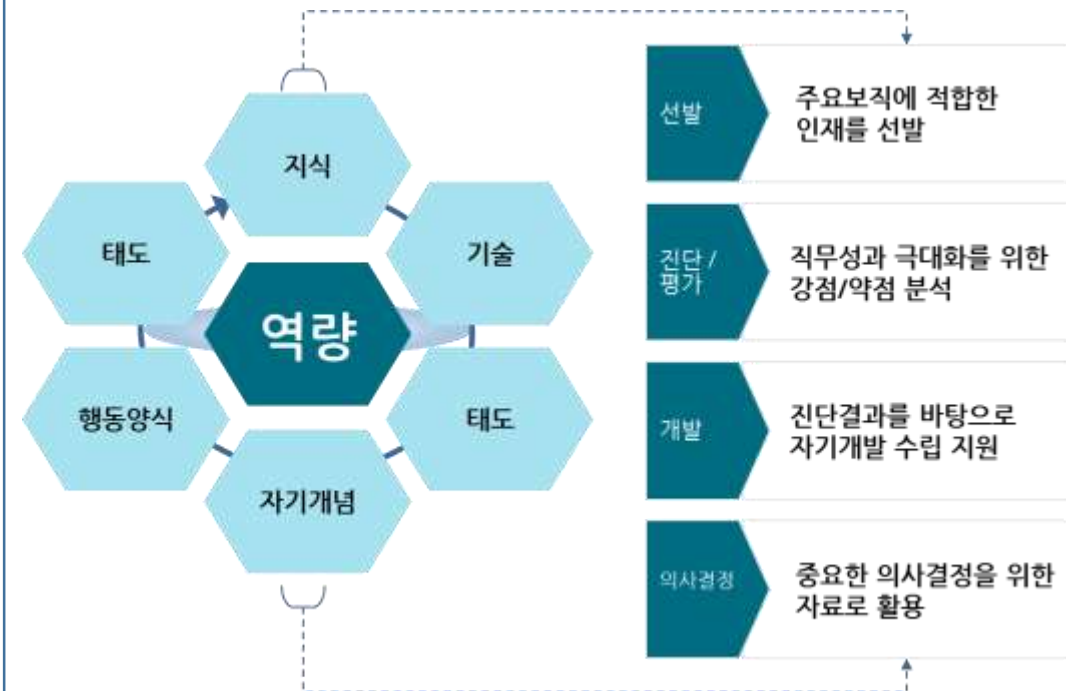 지식
기술
태도
자기개념
행동양식
태도
역량
선발
주요보직에 적합한
인재를 선발
진단 /
평가
직무성과 극대화를 위한
강점/약점 분석
개발
진단결과를 바탕으로
자기개발 수립 지원
의사결정
중요한 의사결정을 위한
자료로 활용